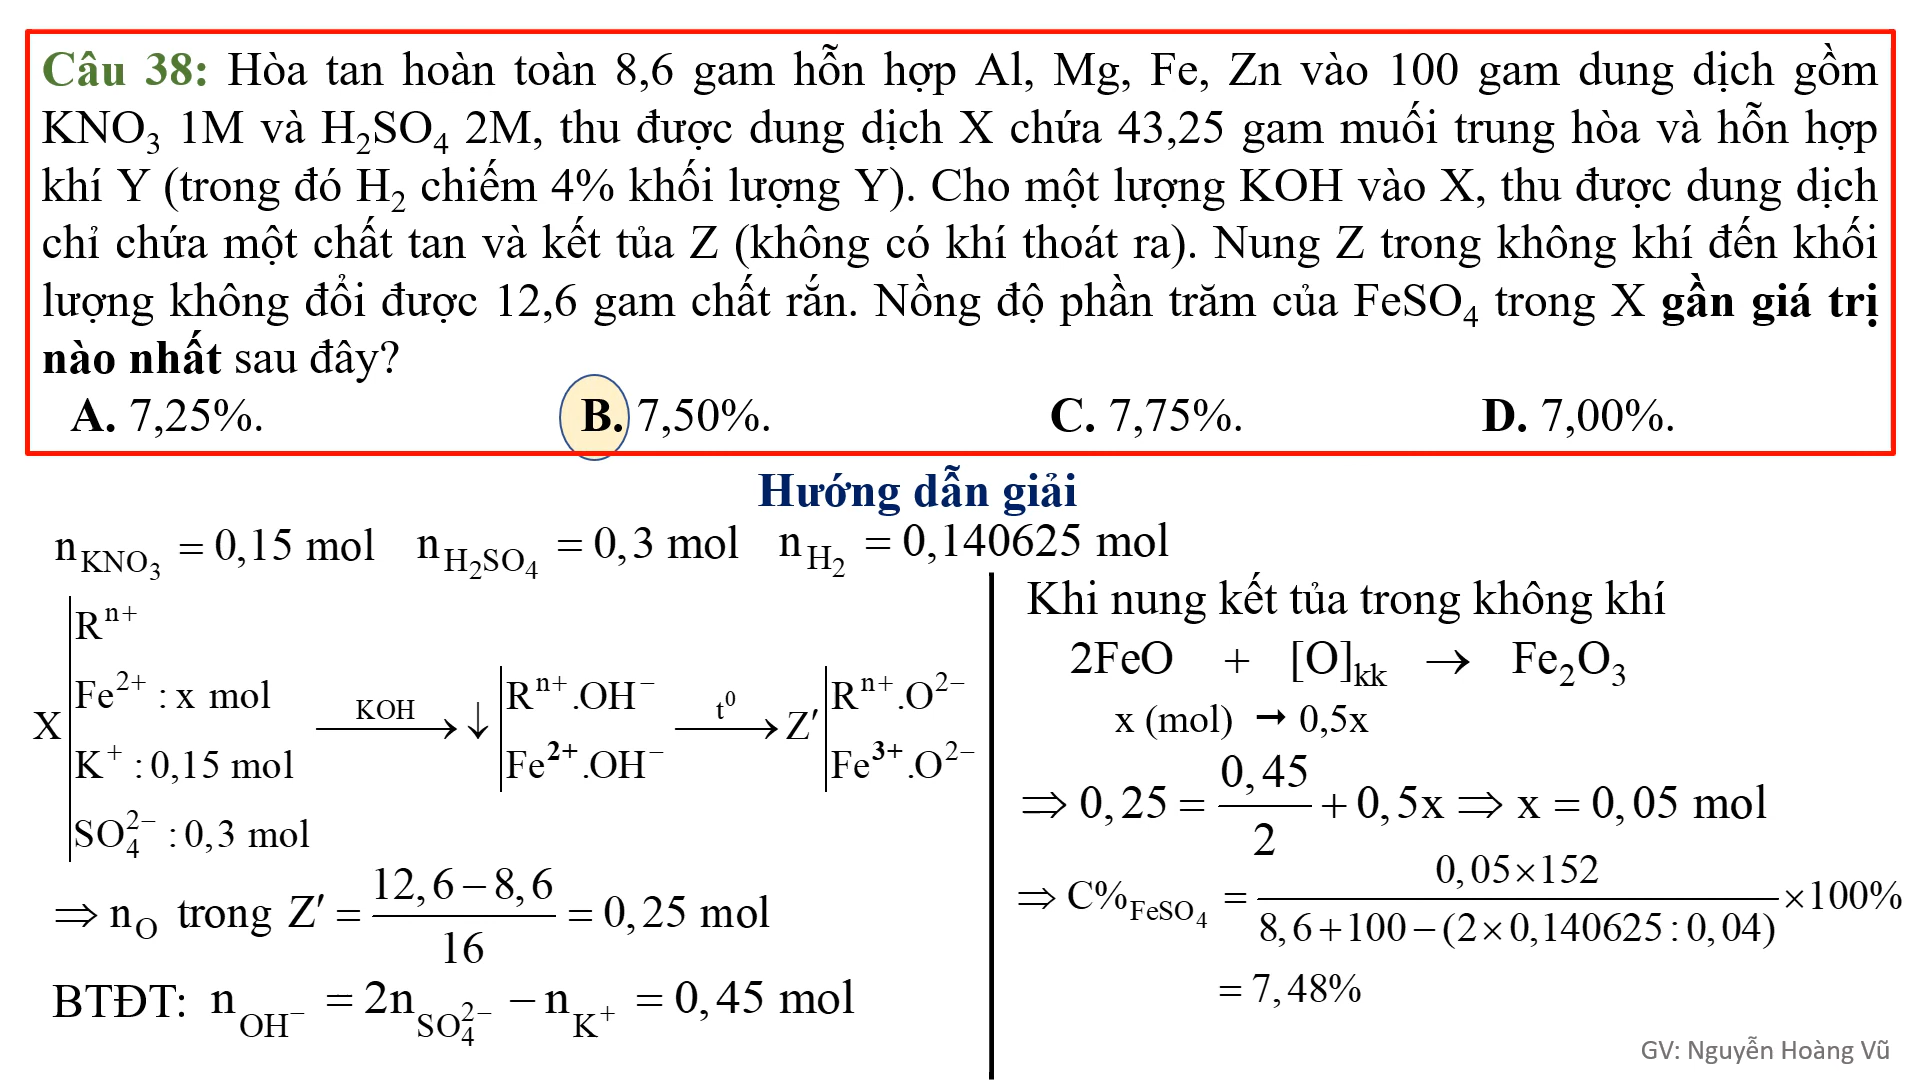 Câu 38: Hòa tan hoàn toàn 8,6 gam hỗn hợp Al, Mg, Fe, Zn vào 100 gam dung dịch gồm
KNO₃ 1M và H₂SO₄ 2M, thu được dung dịch X chứa 43,25 gam muối trung hòa và hỗn hợp
khí Y (trong đó H₂ chiếm 4% khối lượng Y). Cho một lượng KOH vào X, thu được dung dịch
chỉ chứa một chất tan và kết tủa Z (không có khí thoát ra). Nung Z trong không khí đến khối
lượng không đổi được 12,6 gam chất rắn. Nồng độ phần trăm của FeSO₄ trong X gần giá trị
nào nhất sau đây?
A. 7,25%. B. 7,50%. C. 7,75%. D. 7,00%.
Hướng dẫn giải
n_KNO₃ = 0,15 mol n_H₂SO₄ = 0,3 mol n_H₂ = 0,140625 mol
X | Rⁿ⁺
Fe²⁺ : x mol
K⁺ : 0,15 mol
SO₄²⁻ : 0,3 mol
KOH → ↓ | Rⁿ⁺.OH⁻
Fe²⁺.OH⁻
t⁰ → Z′ | Rⁿ⁺.O²⁻
Fe³⁺.O²⁻
⇒ n_O trong Z′ = (12,6 − 8,6)/16 = 0,25 mol
BTĐT: n_OH⁻ = 2n_SO₄²⁻ − n_K⁺ = 0,45 mol
Khi nung kết tủa trong không khí
2FeO + [O]kk → Fe₂O₃
x (mol) → 0,5x
⇒ 0,25 = 0,45/2 + 0,5x ⇒ x = 0,05 mol
⇒ C%_FeSO₄ = (0,05×152)/(8,6+100−(2×0,140625:0,04)) ×100%
= 7,48%
GV: Nguyễn Hoàng Vũ